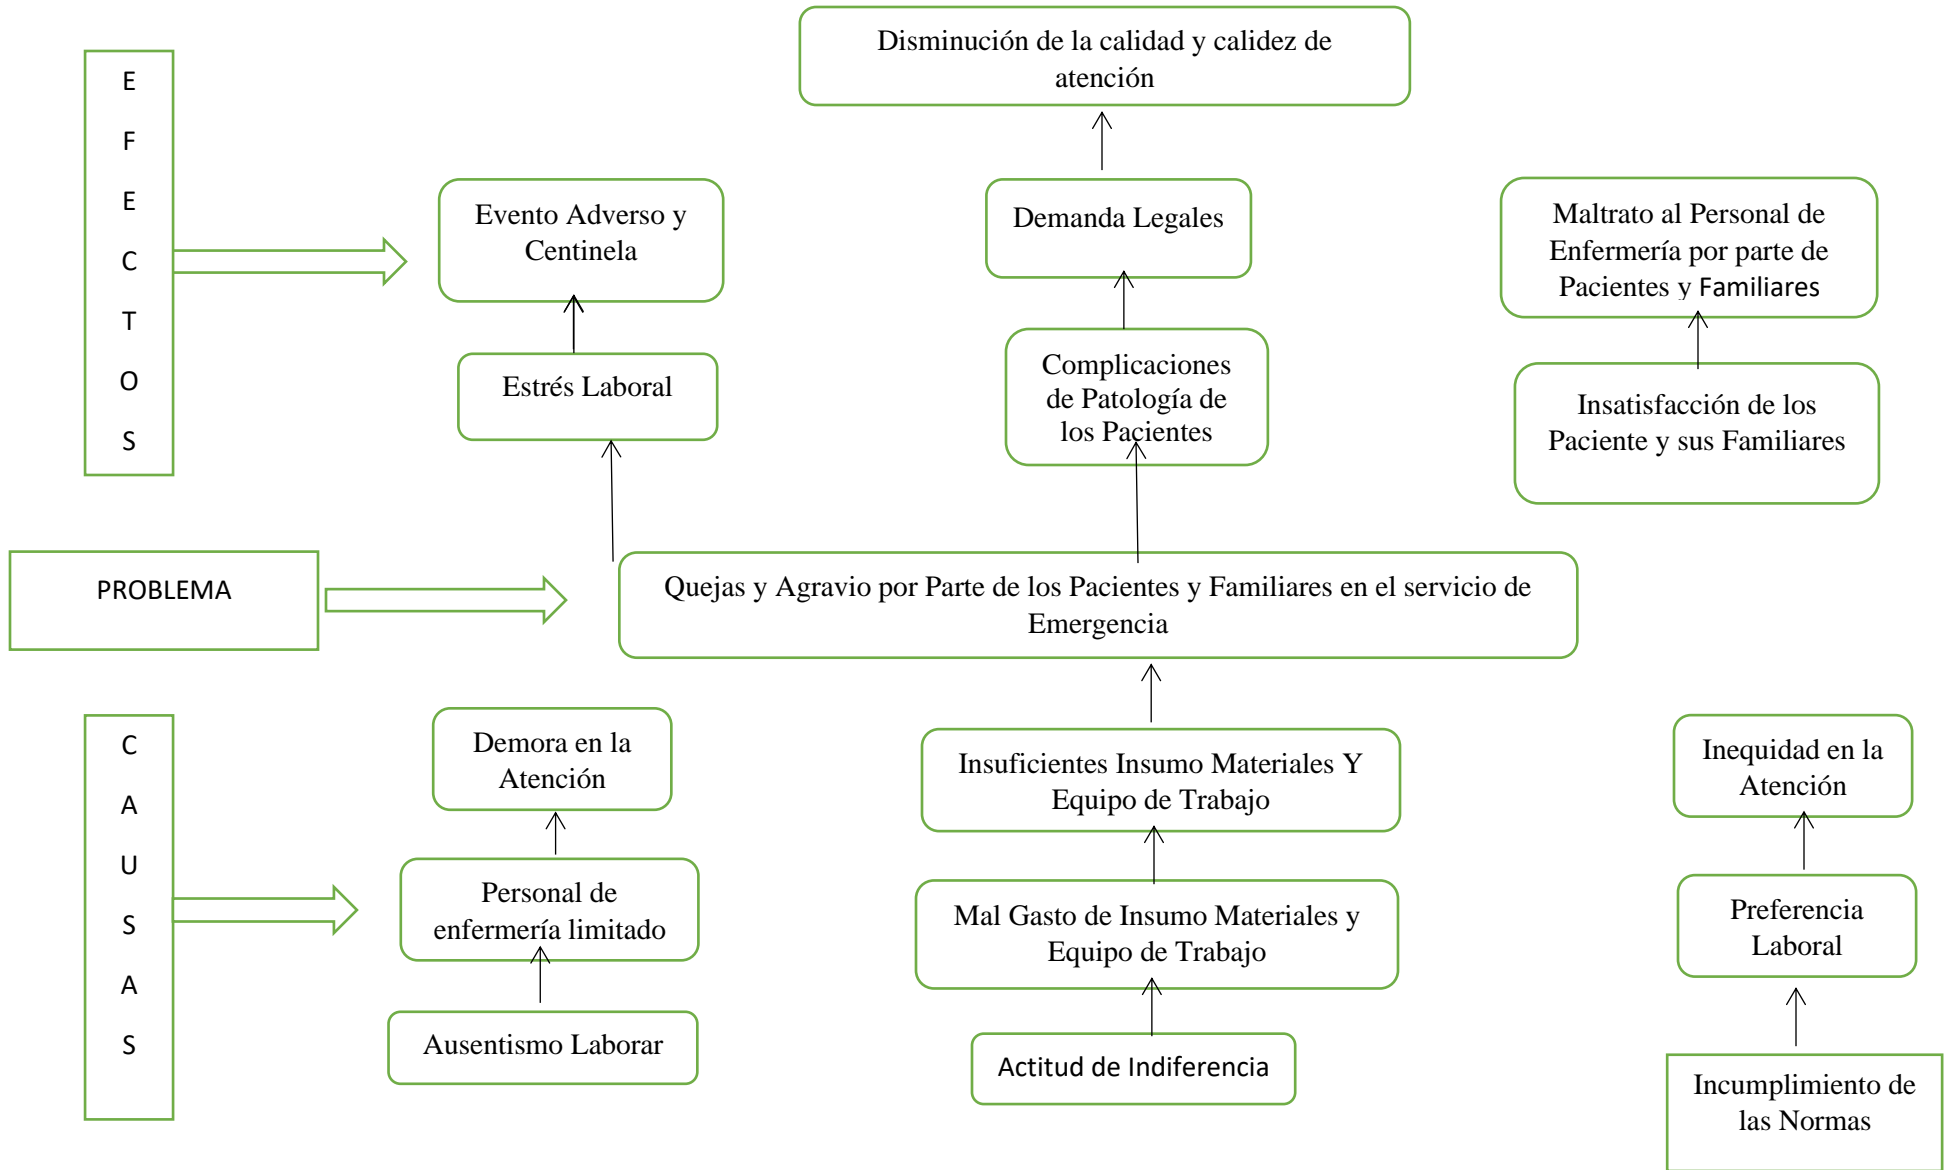 E
F
E
C
T
O
S
Disminución de la calidad y calidez de
atención
Evento Adverso y
Centinela
Demanda Legales
Maltrato al Personal de
Enfermería por parte de
Pacientes y Familiares
Estrés Laboral
Complicaciones
de Patología de
los Pacientes
Insatisfacción de los
Paciente y sus Familiares
PROBLEMA
Quejas y Agravio por Parte de los Pacientes y Familiares en el servicio de
Emergencia
C
A
U
S
A
S
Demora en la
Atención
Insuficientes Insumo Materiales Y
Equipo de Trabajo
Inequidad en la
Atención
Personal de
enfermería limitado
Mal Gasto de Insumo Materiales y
Equipo de Trabajo
Preferencia
Laboral
Ausentismo Laborar
Actitud de Indiferencia
Incumplimiento de
las Normas